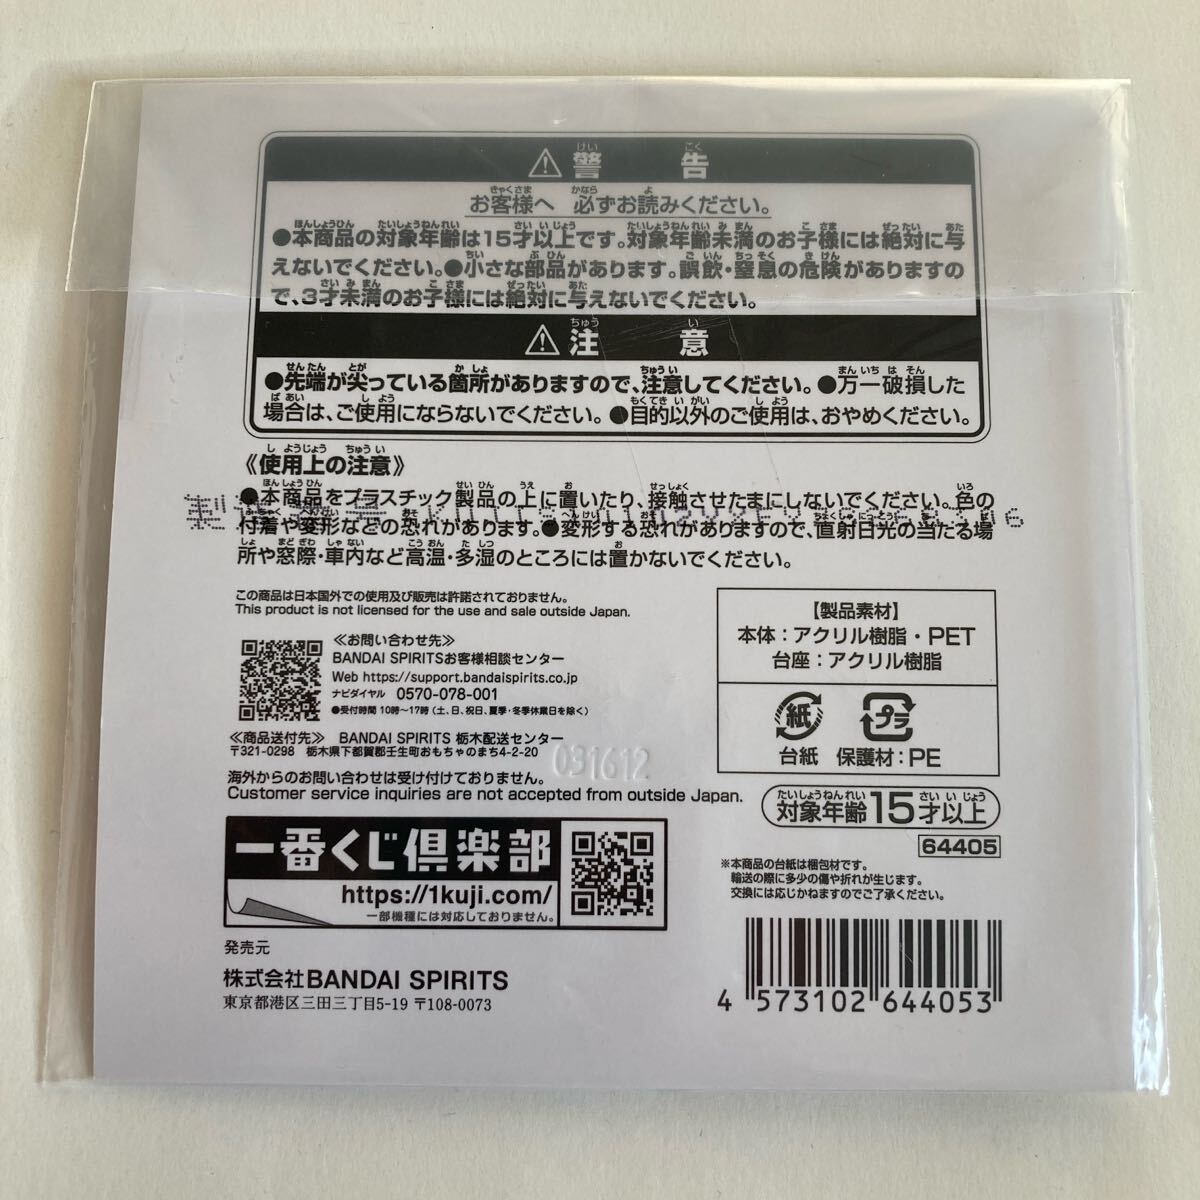 ⚠警告
お客様へ 必ずお読みください。
●本商品の対象年齢は15才以上です。対象年齢未満のお子様には絶対に与
えないでください。●小さな部品があります。誤飲・窒息の危険がありますの
で、3才未満のお子様には絶対に与えないでください。
⚠注意
●先端が尖っている箇所がありますので、注意してください。●万一破損した
場合は、ご使用にならないでください。●目的以外のご使用は、おやめください。
《使用上の注意》
●本商品をプラスチック製品の上に置いたり、接触させたままにしないでください。色の
付着や変形などの恐れがあります。●変形する恐れがありますので、直射日光の当たる場
所や窓際・車内など高温・多湿のところには置かないでください。
この商品は日本国外での使用及び販売は許諾されておりません。
This product is not licensed for the use and sale outside Japan.
≪お問い合わせ先≫
BANDAI SPIRITSお客様相談センター
Web https://support.bandaispirits.co.jp
ナビダイヤル 0570-078-001
●受付時間 10時〜17時(土、日、祝日、夏季・冬季休業日を除く)
≪商品送付先≫ BANDAI SPIRITS 栃木配送センター
〒321-0298 栃木県下都賀郡壬生町おもちゃのまち4-2-20
031612
海外からのお問い合わせは受け付けておりません。
Customer service inquiries are not accepted from outside Japan.
【製品素材】
本体:アクリル樹脂・PET
台座:アクリル樹脂
紙 プラ
台紙 保護材:PE
対象年齢15才以上
64405
一番くじ倶楽部
https://1kuji.com/
一部機種には対応しておりません。
※本商品の台紙は梱包材です。
輸送の際に多少の傷や折れが生じます。
交換には応じかねますのでご了承ください。
発売元
株式会社BANDAI SPIRITS
東京都港区三田三丁目5-19 〒108-0073
4 573102 644053